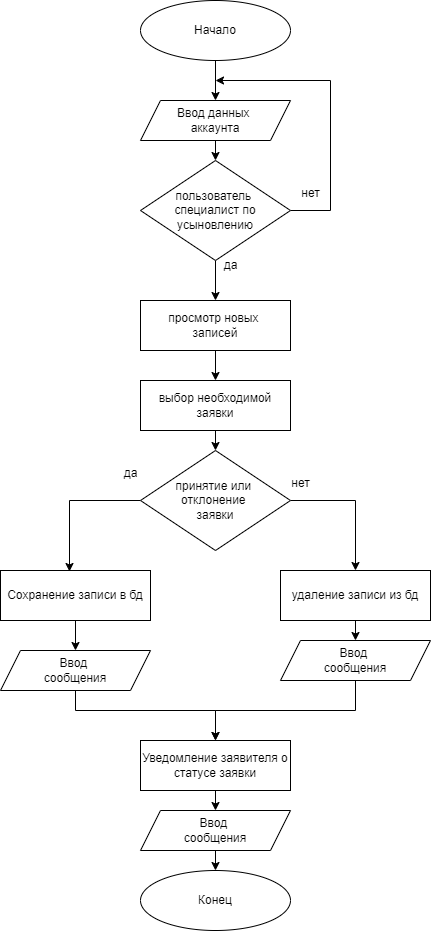 Начало
Ввод данных
аккаунта
пользователь
специалист по
усыновлению
нет
да
просмотр новых
записей
выбор необходимой
заявки
принятие или
отклонение
заявки
да
нет
Сохранение записи в бд
удаление записи из бд
Ввод
сообщения
Ввод
сообщения
Уведомление заявителя о
статусе заявки
Ввод
сообщения
Конец